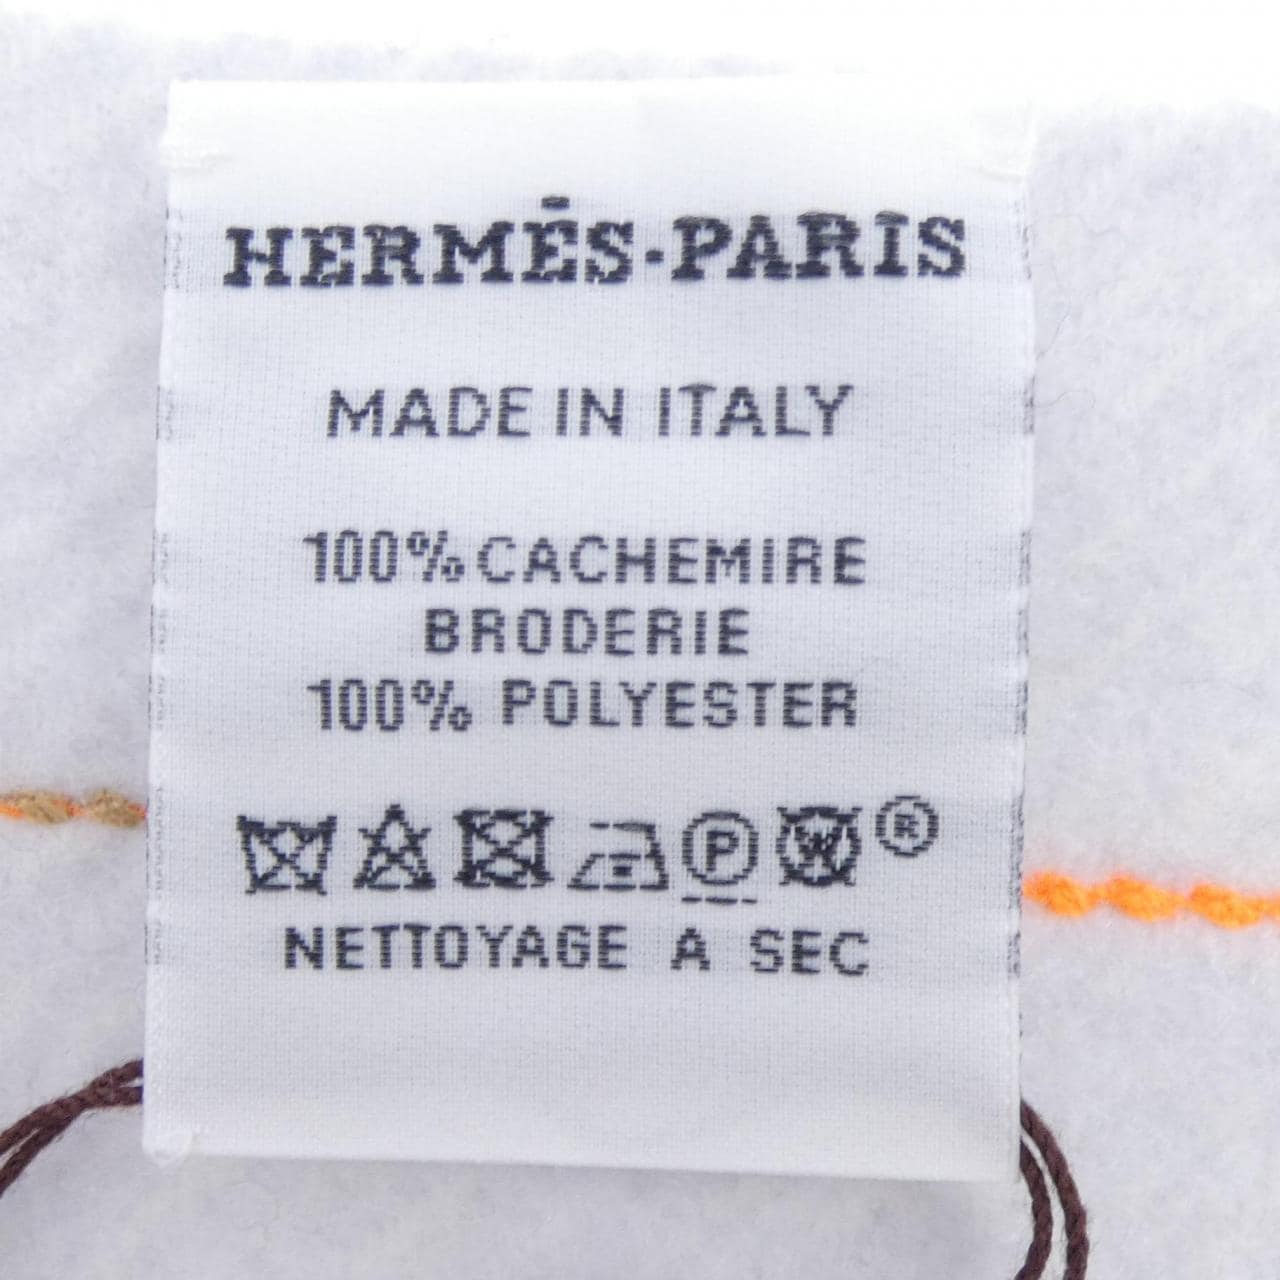 HERMÈS·PARIS
MADE IN ITALY
100% CACHEMIRE
BRODERIE
100% POLYESTER
P W ®
NETTOYAGE A SEC